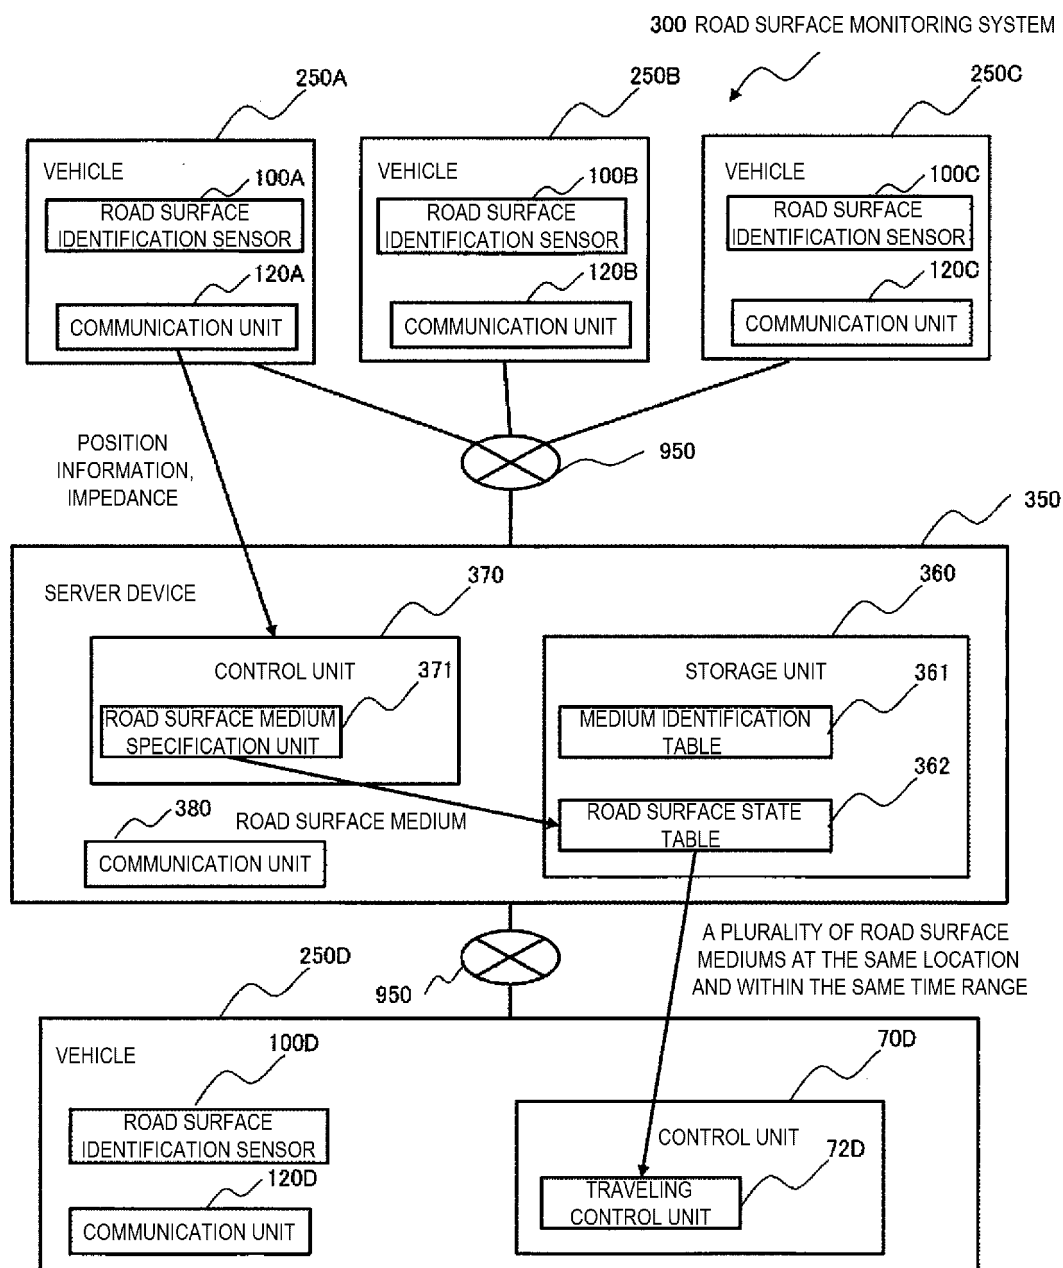 300 ROAD SURFACE MONITORING SYSTEM
250A
250B
250C
VEHICLE
100A
ROAD SURFACE
IDENTIFICATION SENSOR
120A
COMMUNICATION UNIT
VEHICLE
100B
ROAD SURFACE
IDENTIFICATION SENSOR
120B
COMMUNICATION UNIT
VEHICLE
100C
ROAD SURFACE
IDENTIFICATION SENSOR
120C
COMMUNICATION UNIT
POSITION
INFORMATION,
IMPEDANCE
950
350
SERVER DEVICE
370
CONTROL UNIT
371
ROAD SURFACE MEDIUM
SPECIFICATION UNIT
360
STORAGE UNIT
361
MEDIUM IDENTIFICATION
TABLE
362
ROAD SURFACE STATE
TABLE
380
ROAD SURFACE MEDIUM
COMMUNICATION UNIT
950
A PLURALITY OF ROAD SURFACE
MEDIUMS AT THE SAME LOCATION
AND WITHIN THE SAME TIME RANGE
250D
VEHICLE
100D
ROAD SURFACE
IDENTIFICATION SENSOR
120D
COMMUNICATION UNIT
70D
CONTROL UNIT
72D
TRAVELING
CONTROL UNIT